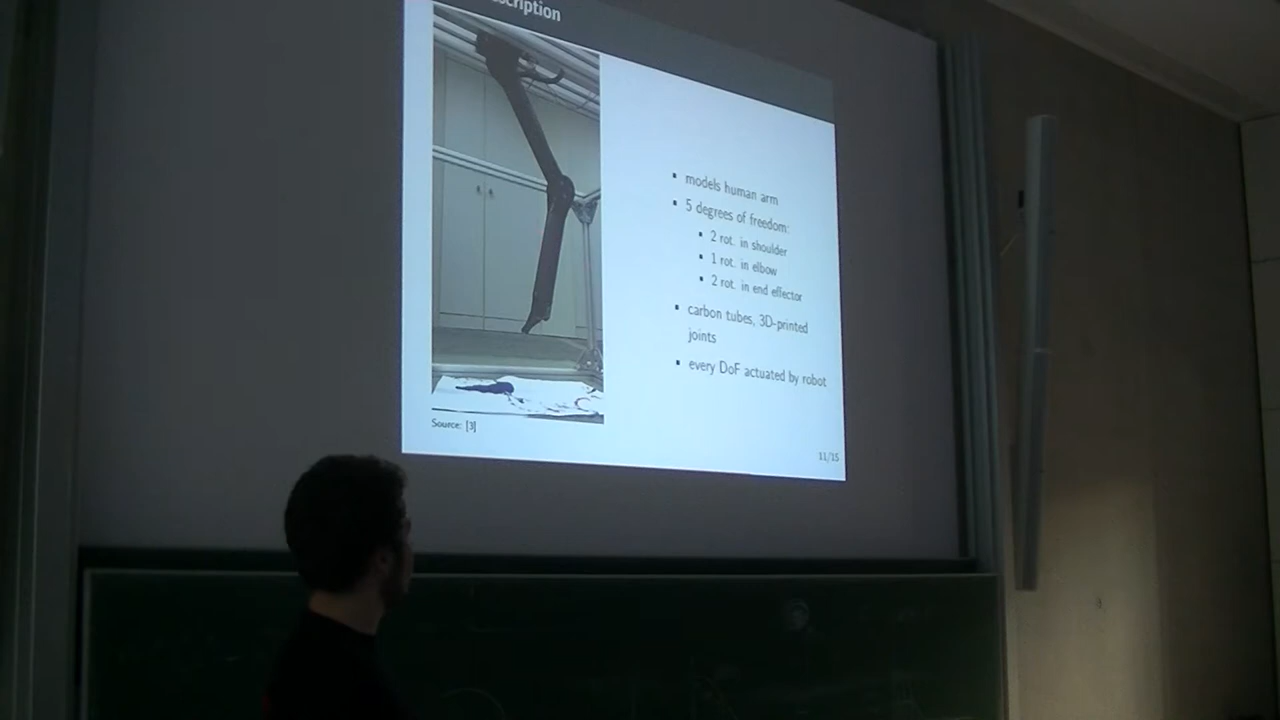 models human arm
5 degrees of freedom:
2 rot. in shoulder
1 rot. in elbow
2 rot. in end effector
carbon tubes, 3D-printed
joints
every DoF actuated by robot
Source: [3]
11/15